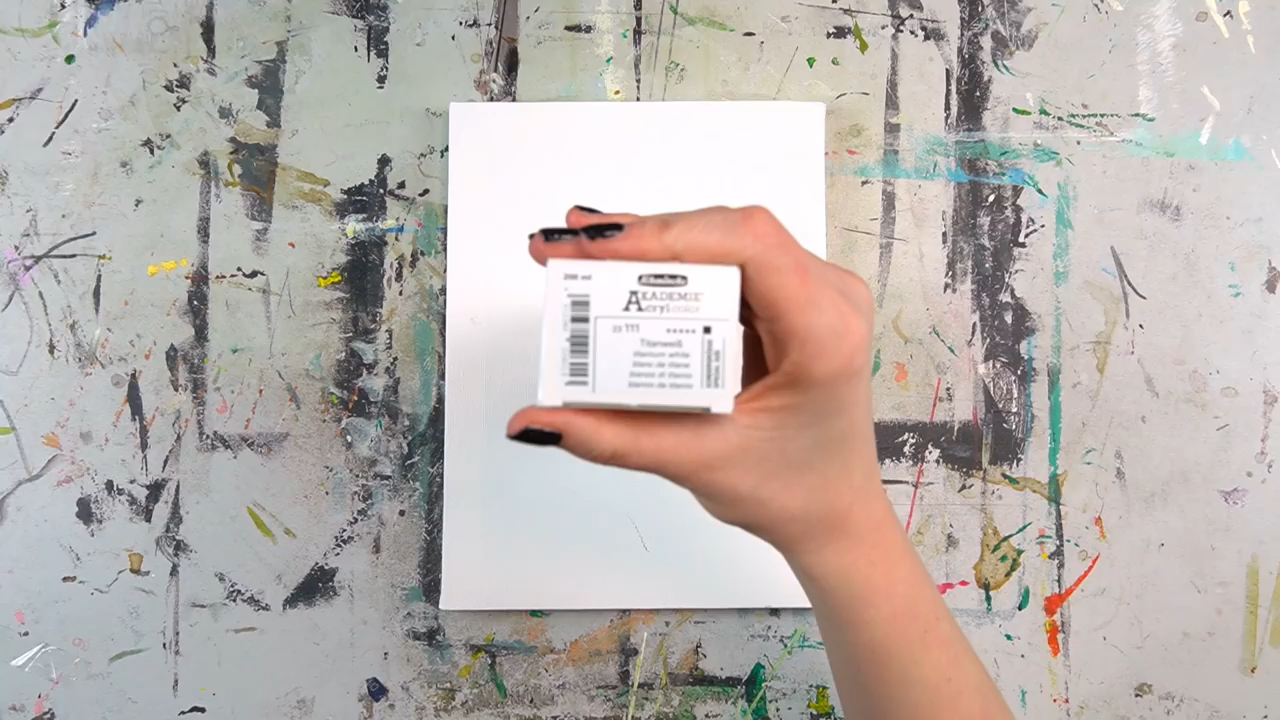 200 ml
Schmincke
AKADEMIE
Acryl color
23 111
Titanweiß
titanium white
blanc de titane
bianco di titanio
blanco de titanio